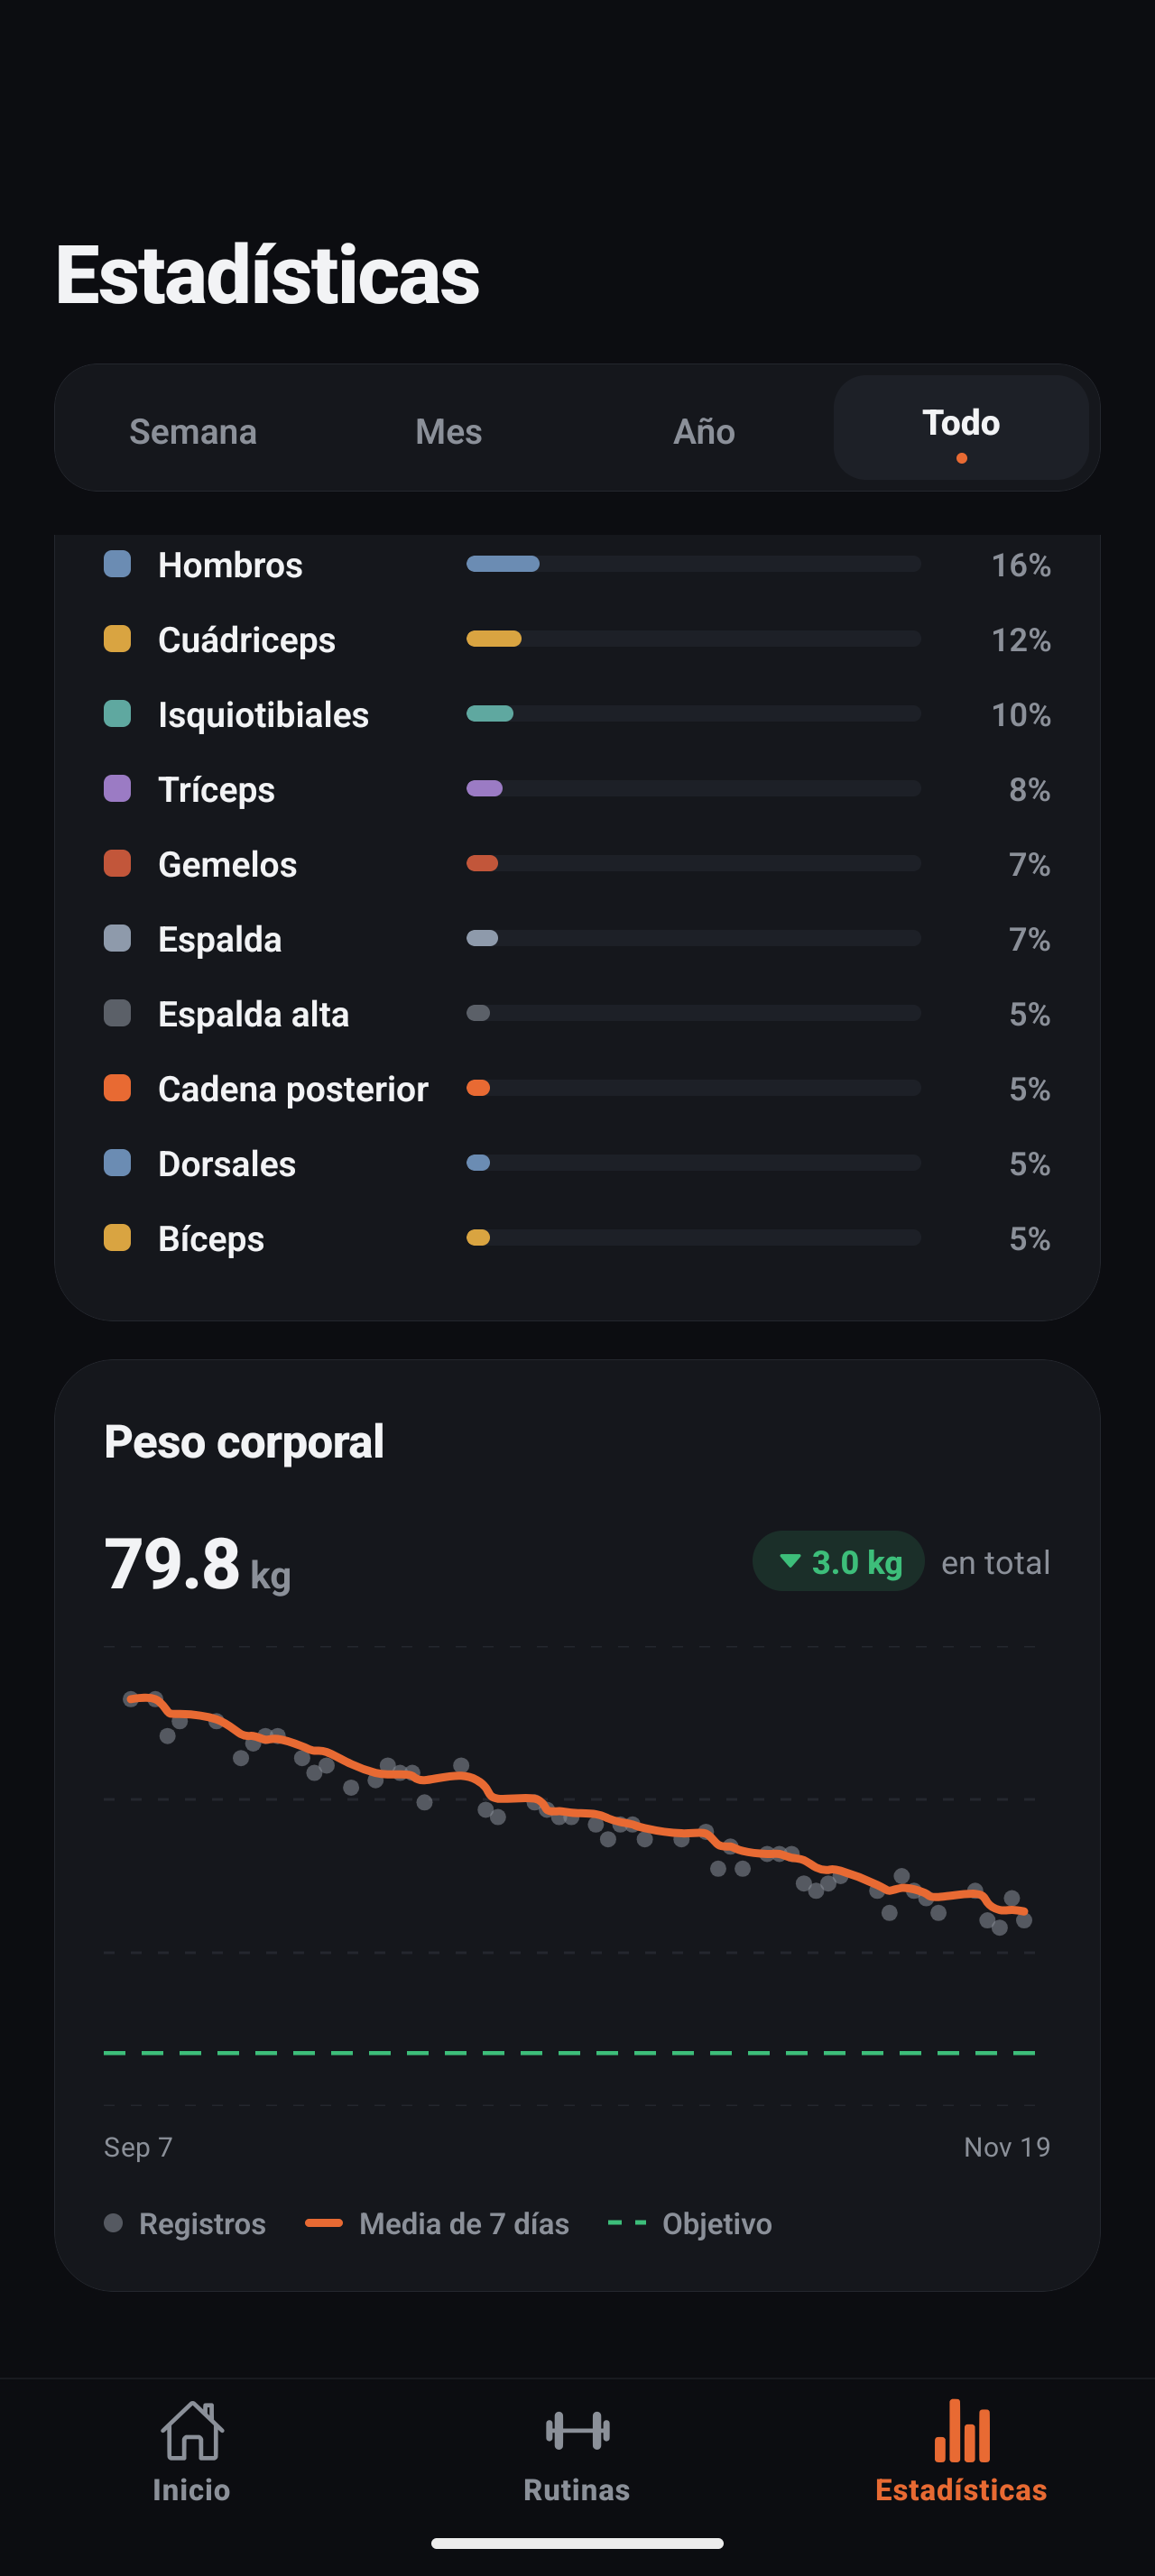 Estadísticas
Semana Mes Año Todo
Hombros 16%
Cuádriceps 12%
Isquiotibiales 10%
Tríceps 8%
Gemelos 7%
Espalda 7%
Espalda alta 5%
Cadena posterior 5%
Dorsales 5%
Bíceps 5%
Peso corporal
79.8 kg 3.0 kg en total
Sep 7 Nov 19
Registros Media de 7 días Objetivo
Inicio Rutinas Estadísticas